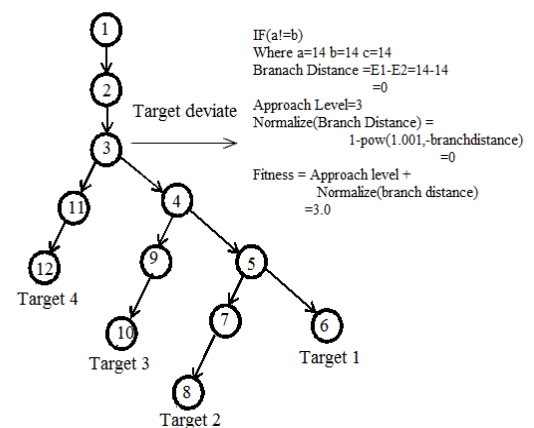 1
IF(a!=b)
Where a=14 b=14 c=14
Branach Distance =E1-E2=14-14
=0
2
Target deviate
Approach Level=3
Normalize(Branch Distance) =
1-pow(1.001,-branchdistance)
=0
3
Fitness = Approach level +
Normalize(branch distance)
=3.0
11
4
12
9
5
Target 4
10
7
6
Target 3
Target 1
8
Target 2